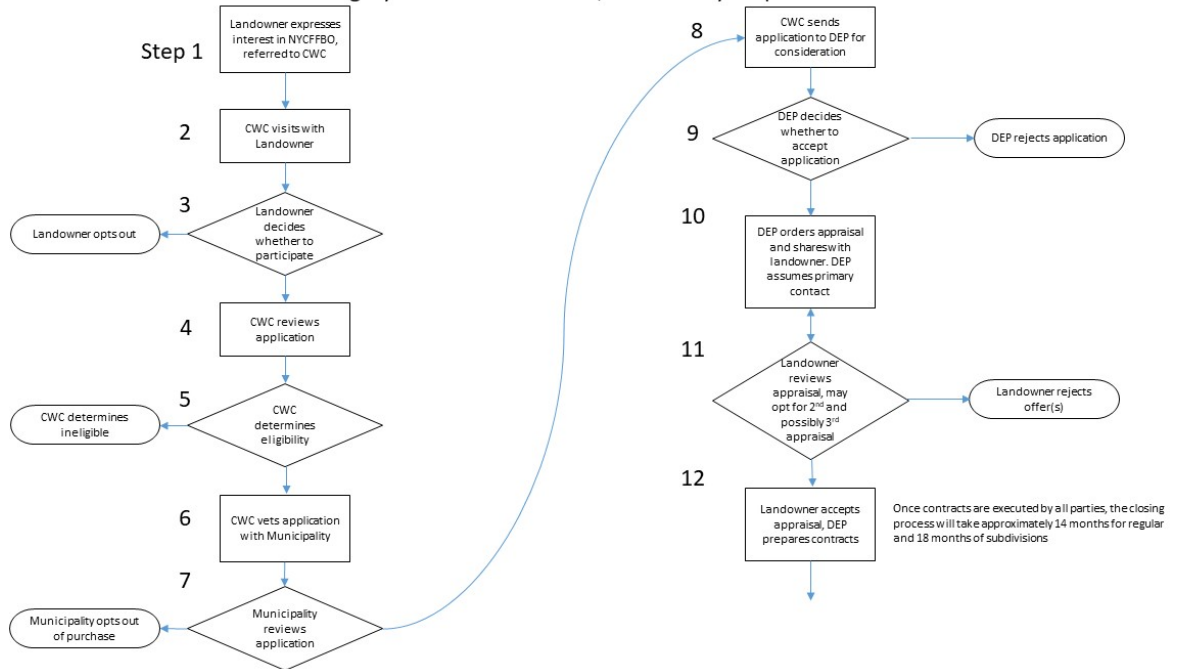 Step 1
Landowner expresses
interest in NYCFFBO,
referred to CWC
2
CWC visits with
Landowner
3
Landowner
decides
whether to
participate
Landowner opts out
4
CWC reviews
application
5
CWC
determines
eligibility
CWC determines
ineligible
6
CWC vets application
with Municipality
7
Municipality
reviews
application
Municipality opts out
of purchase
8
CWC sends
application to DEP for
consideration
9
DEP decides
whether to
accept
application
DEP rejects application
10
DEP orders appraisal
and shares with
landowner. DEP
assumes primary
contact
11
Landowner
reviews
appraisal, may
opt for 2nd and
possibly 3rd
appraisal
Landowner rejects
offer(s)
12
Landowner accepts
appraisal, DEP
prepares contracts
Once contracts are executed by all parties, the closing
process will take approximately 14 months for regular
and 18 months of subdivisions